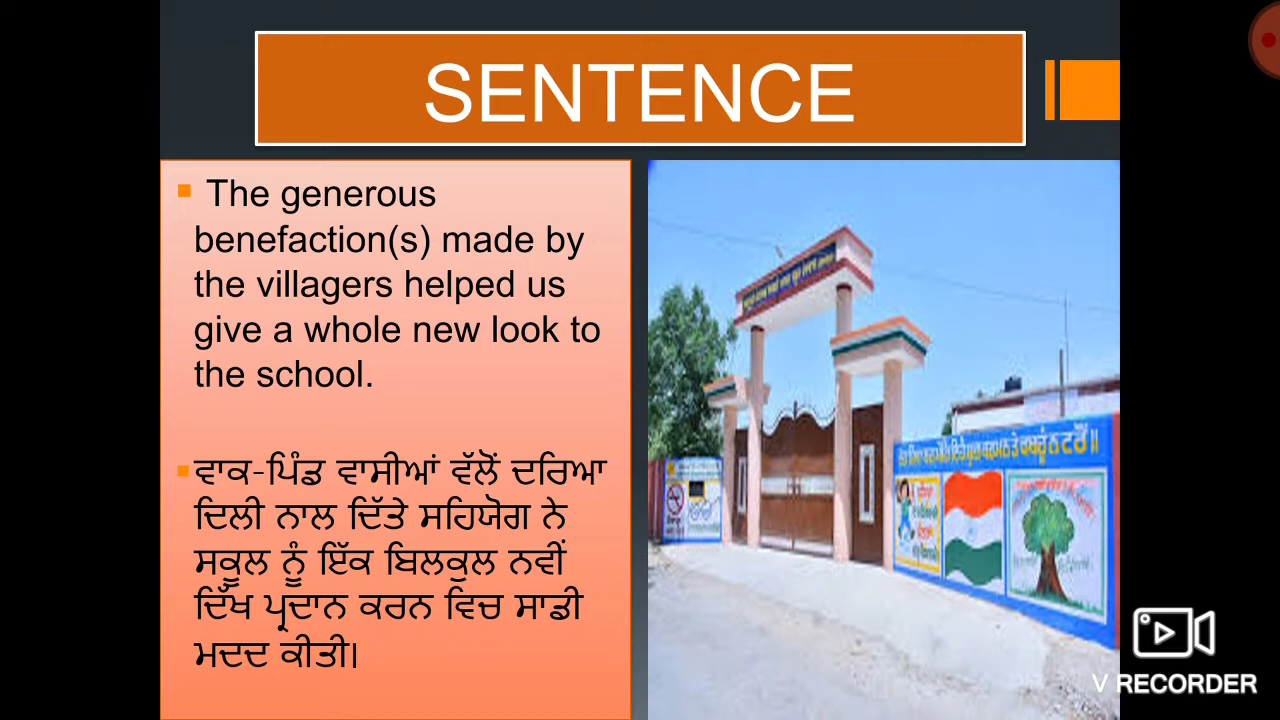 SENTENCE
The generous
benefaction(s) made by
the villagers helped us
give a whole new look to
the school.
ਵਾਕ-ਪਿੰਡ ਵਾਸੀਆਂ ਵੱਲੋਂ ਦਰਿਆ
ਦਿਲੀ ਨਾਲ ਦਿੱਤੇ ਸਹਿਯੋਗ ਨੇ
ਸਕੂਲ ਨੂੰ ਇੱਕ ਬਿਲਕੁਲ ਨਵੀਂ
ਦਿੱਖ ਪ੍ਰਦਾਨ ਕਰਨ ਵਿਚ ਸਾਡੀ
ਮਦਦ ਕੀਤੀ।
V RECORDER